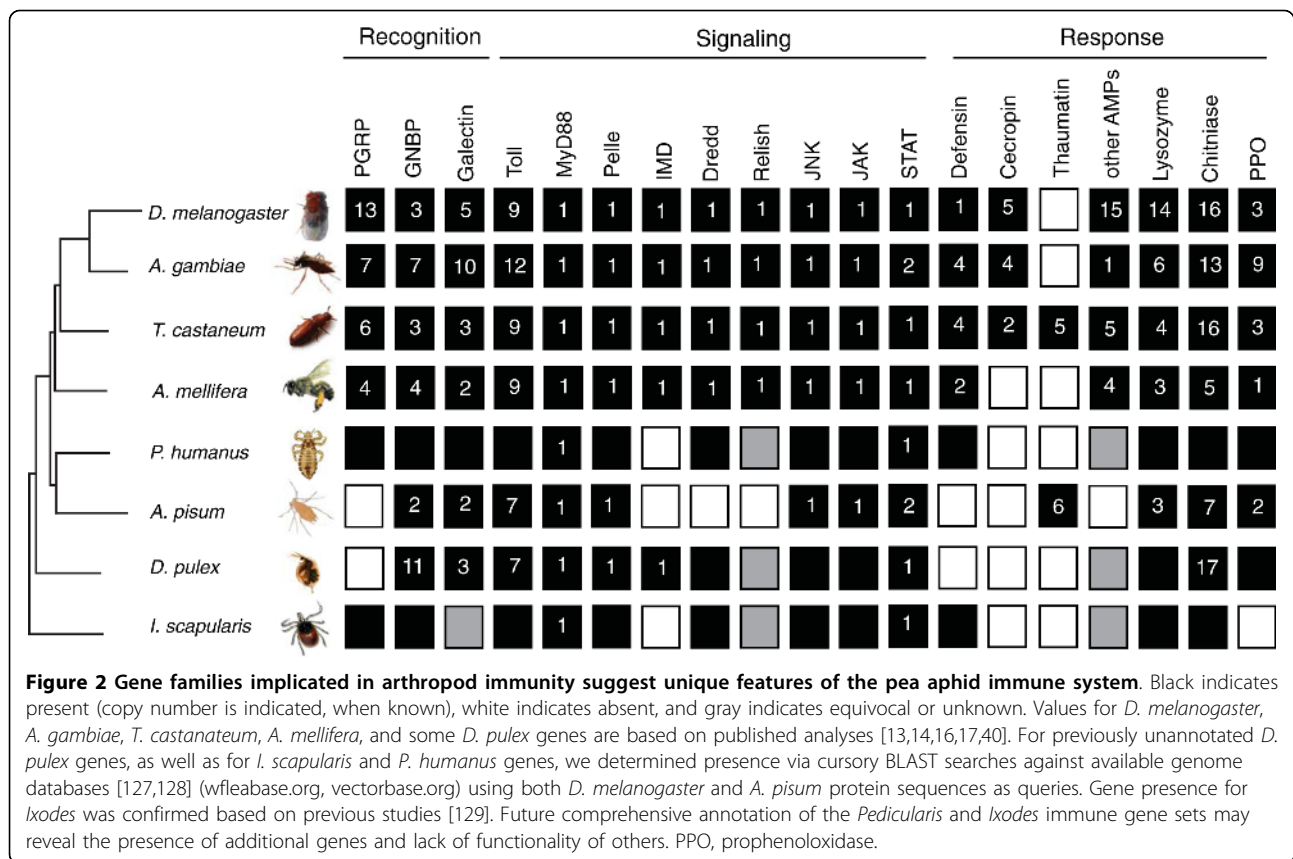 Recognition Signaling Response
PGRP GNBP Galectin Toll MyD88 Pelle IMD Dredd Relish JNK JAK STAT Defensin Cecropin Thaumatin other AMPs Lysozyme Chitniase PPO
D. melanogaster 13 3 5 9 1 1 1 1 1 1 1 1 1 5 15 14 16 3
A. gambiae 7 7 10 12 1 1 1 1 1 1 1 2 4 4 1 6 13 9
T. castaneum 6 3 3 9 1 1 1 1 1 1 1 1 4 2 5 5 4 16 3
A. mellifera 4 4 2 9 1 1 1 1 1 1 1 1 2 4 3 5 1
P. humanus 1 1
A. pisum 2 2 7 1 1 1 1 2 6 3 7 2
D. pulex 11 3 7 1 1 1 1 17
I. scapularis 1 1
Figure 2 Gene families implicated in arthropod immunity suggest unique features of the pea aphid immune system. Black indicates
present (copy number is indicated, when known), white indicates absent, and gray indicates equivocal or unknown. Values for D. melanogaster,
A. gambiae, T. castanateum, A. mellifera, and some D. pulex genes are based on published analyses [13,14,16,17,40]. For previously unannotated D.
pulex genes, as well as for I. scapularis and P. humanus genes, we determined presence via cursory BLAST searches against available genome
databases [127,128] (wfleabase.org, vectorbase.org) using both D. melanogaster and A. pisum protein sequences as queries. Gene presence for
Ixodes was confirmed based on previous studies [129]. Future comprehensive annotation of the Pedicularis and Ixodes immune gene sets may
reveal the presence of additional genes and lack of functionality of others. PPO, prophenoloxidase.